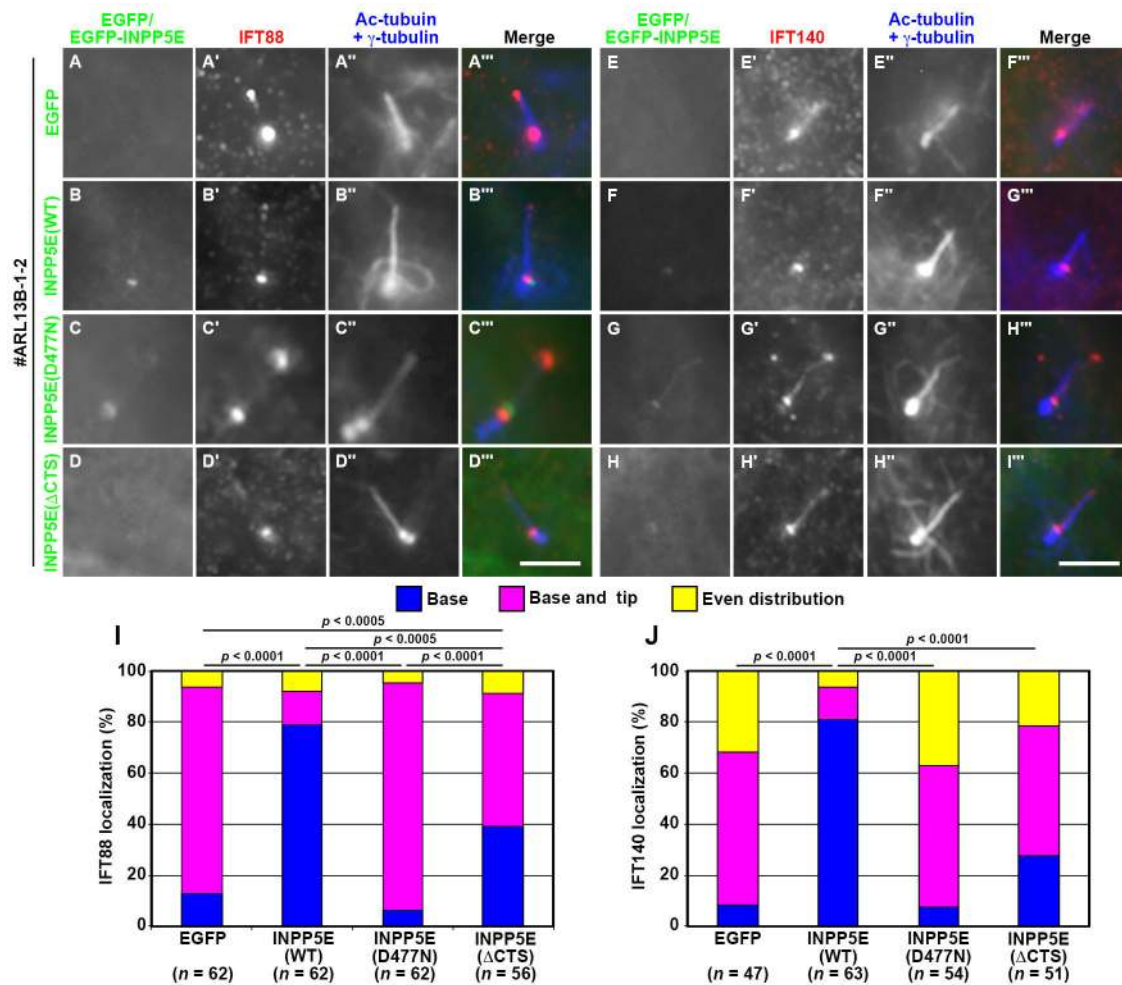 EGFP/
EGFP-INPP5E
IFT88
Ac-tubuin
+ γ-tubulin
Merge
EGFP/
EGFP-INPP5E
IFT140
Ac-tubulin
+ γ-tubulin
Merge
#ARL13B-1-2
EGFP
A A' A" A'" E E' E" F'"
INPP5E(WT)
B B' B" B'" F F' F" G'"
INPP5E(D477N)
C C' C" C'" G G' G" H'"
INPP5E(ΔCTS)
D D' D" D'" H H' H" I'"
Base Base and tip Even distribution
I
p < 0.0005
p < 0.0005
p < 0.0001 p < 0.0001 p < 0.0001
IFT88 localization (%)
100
80
60
40
20
0
EGFP INPP5E INPP5E INPP5E
(WT) (D477N) (ΔCTS)
(n = 62) (n = 62) (n = 62) (n = 56)
J
p < 0.0001
p < 0.0001 p < 0.0001
IFT140 localization (%)
100
80
60
40
20
0
EGFP INPP5E INPP5E INPP5E
(WT) (D477N) (ΔCTS)
(n = 47) (n = 63) (n = 54) (n = 51)